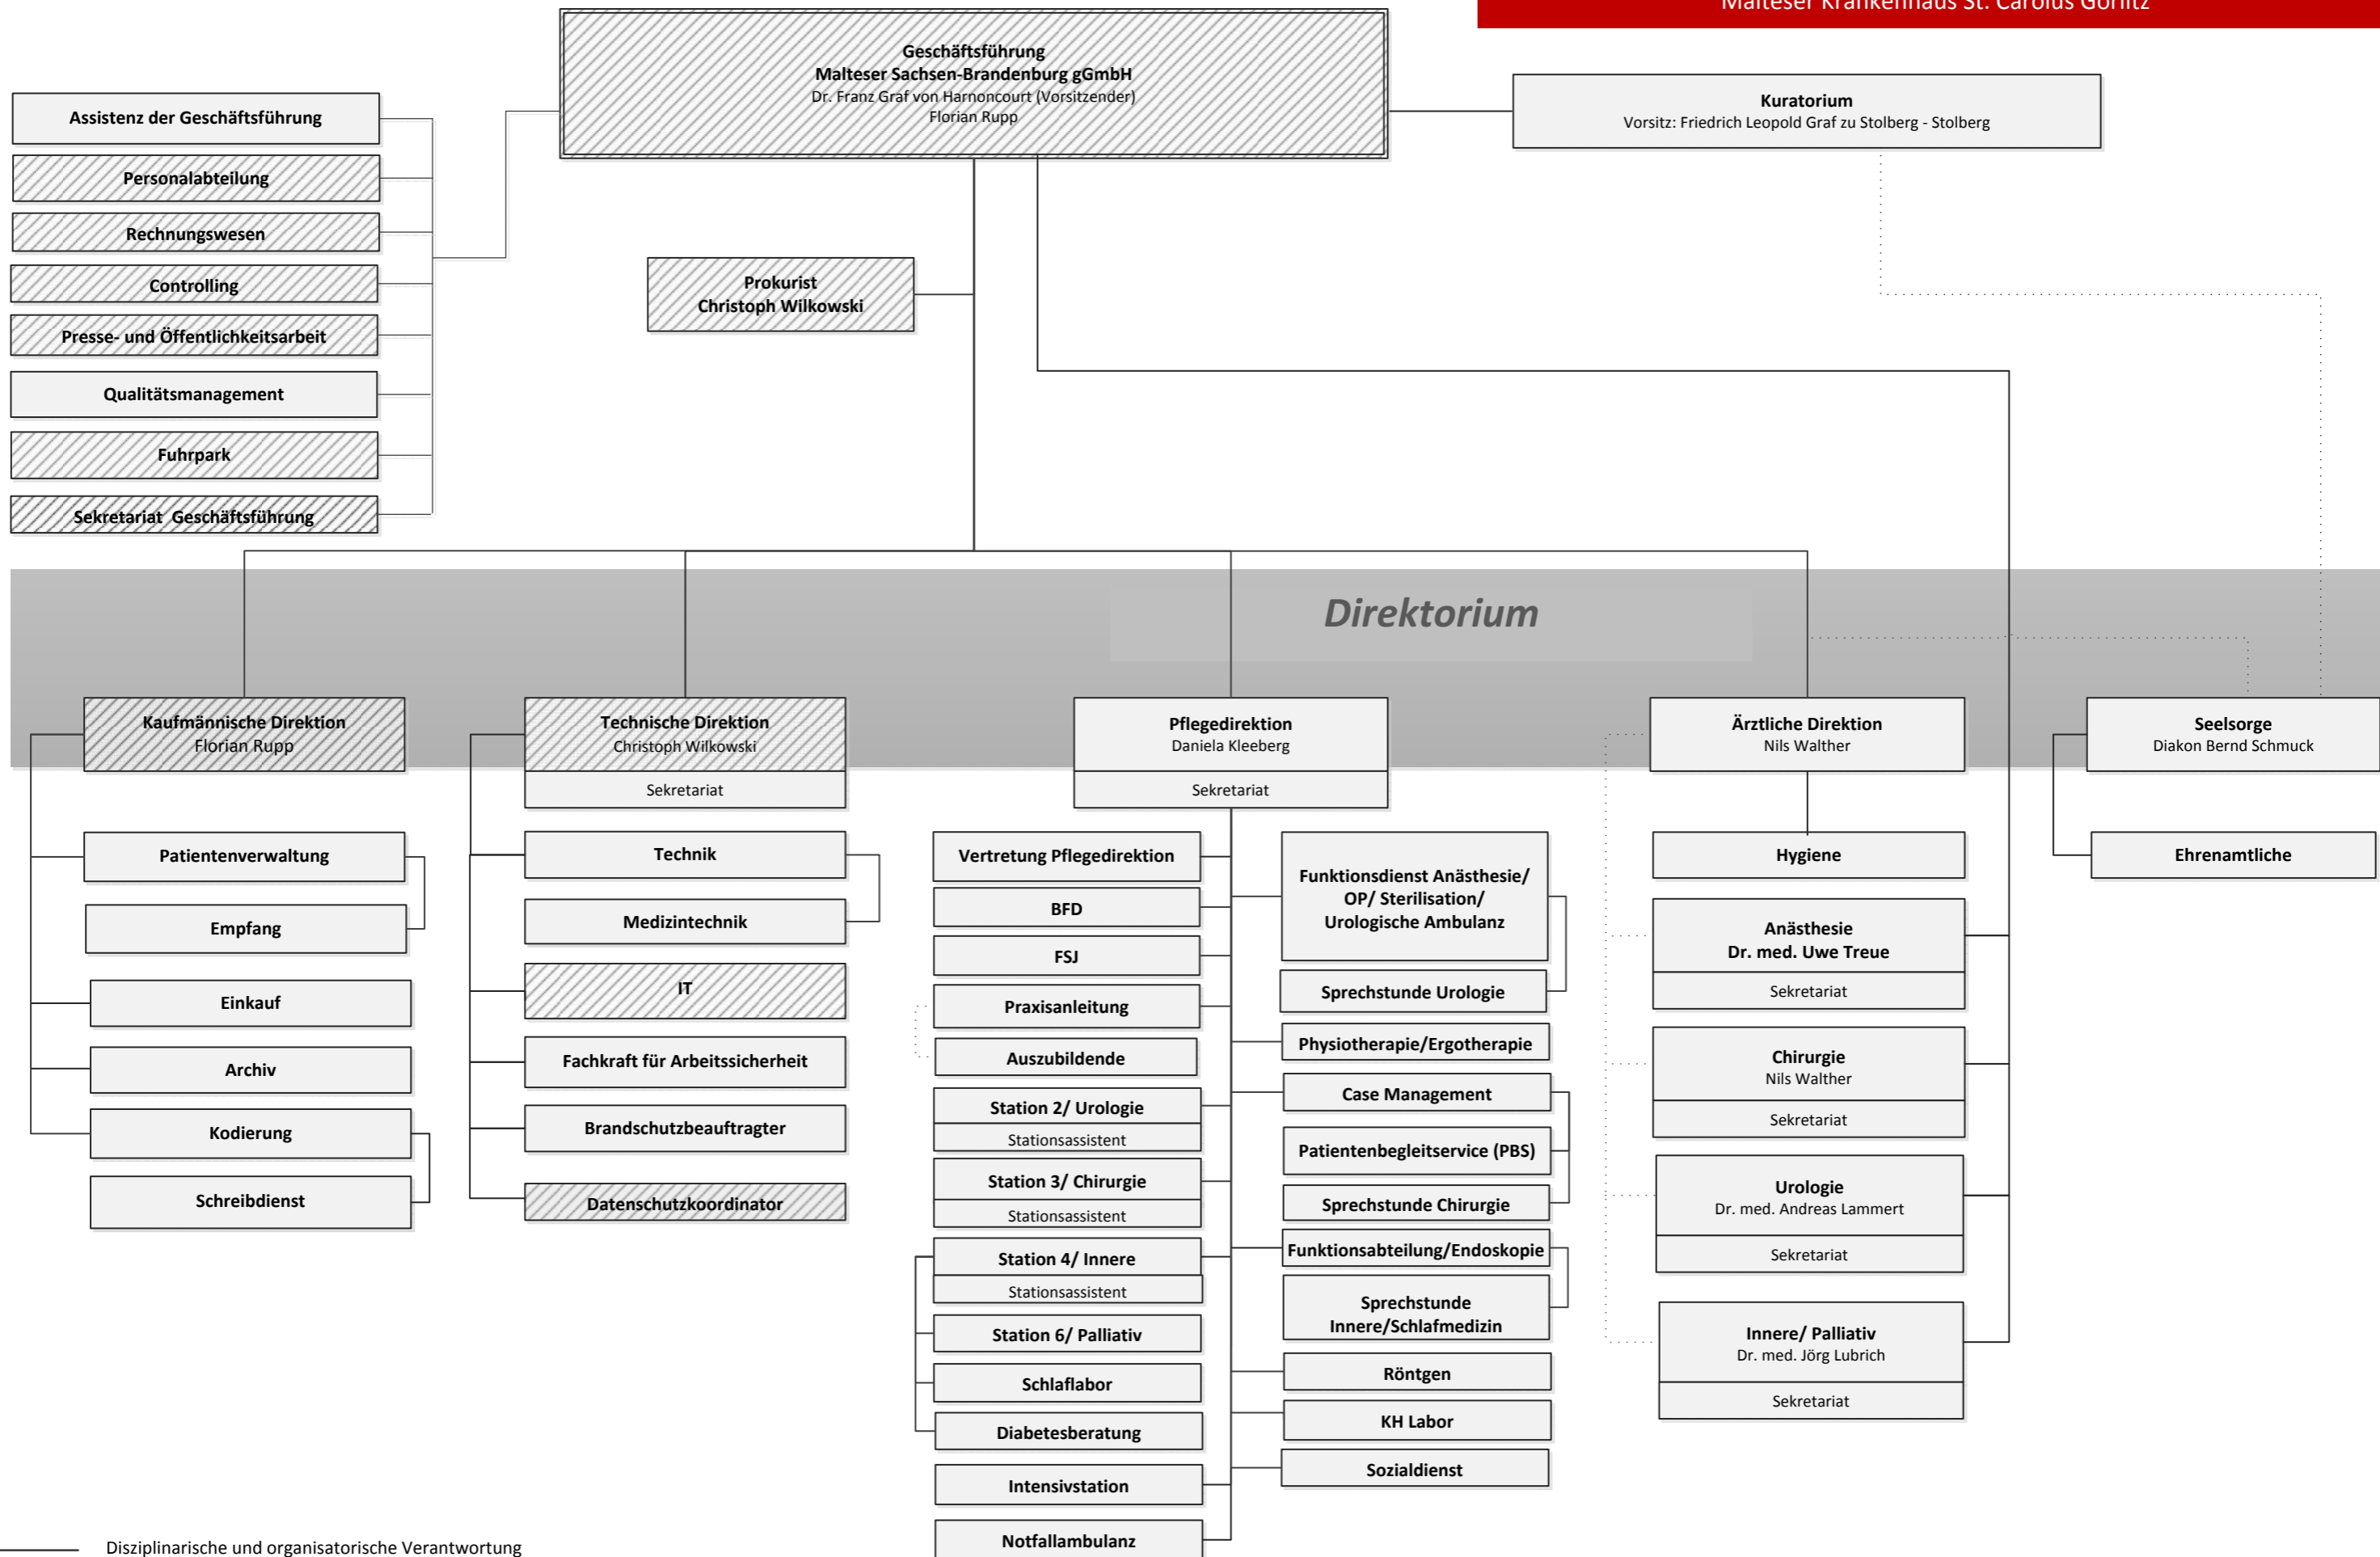 Malteser Krankenhaus St. Carolus Görlitz
Geschäftsführung
Malteser Sachsen-Brandenburg gGmbH
Dr. Franz Graf von Harnoncourt (Vorsitzender)
Florian Rupp
Kuratorium
Vorsitz: Friedrich Leopold Graf zu Stolberg - Stolberg
Assistenz der Geschäftsführung
Personalabteilung
Rechnungswesen
Controlling
Presse- und Öffentlichkeitsarbeit
Qualitätsmanagement
Fuhrpark
Sekretariat Geschäftsführung
Prokurist
Christoph Wilkowski
Direktorium
Kaufmännische Direktion
Florian Rupp
Patientenverwaltung
Empfang
Einkauf
Archiv
Kodierung
Schreibdienst
Technische Direktion
Christoph Wilkowski
Sekretariat
Technik
Medizintechnik
IT
Fachkraft für Arbeitssicherheit
Brandschutzbeauftragter
Datenschutzkoordinator
Pflegedirektion
Daniela Kleeberg
Sekretariat
Vertretung Pflegedirektion
BFD
FSJ
Praxisanleitung
Auszubildende
Station 2/ Urologie
Stationsassistent
Station 3/ Chirurgie
Stationsassistent
Station 4/ Innere
Stationsassistent
Station 6/ Palliativ
Schlaflabor
Diabetesberatung
Intensivstation
Notfallambulanz
Funktionsdienst Anästhesie/
OP/ Sterilisation/
Urologische Ambulanz
Sprechstunde Urologie
Physiotherapie/Ergotherapie
Case Management
Patientenbegleitservice (PBS)
Sprechstunde Chirurgie
Funktionsabteilung/Endoskopie
Sprechstunde
Innere/Schlafmedizin
Röntgen
KH Labor
Sozialdienst
Ärztliche Direktion
Nils Walther
Hygiene
Anästhesie
Dr. med. Uwe Treue
Sekretariat
Chirurgie
Nils Walther
Sekretariat
Urologie
Dr. med. Andreas Lammert
Sekretariat
Innere/ Palliativ
Dr. med. Jörg Lubrich
Sekretariat
Seelsorge
Diakon Bernd Schmuck
Ehrenamtliche
Disziplinarische und organisatorische Verantwortung